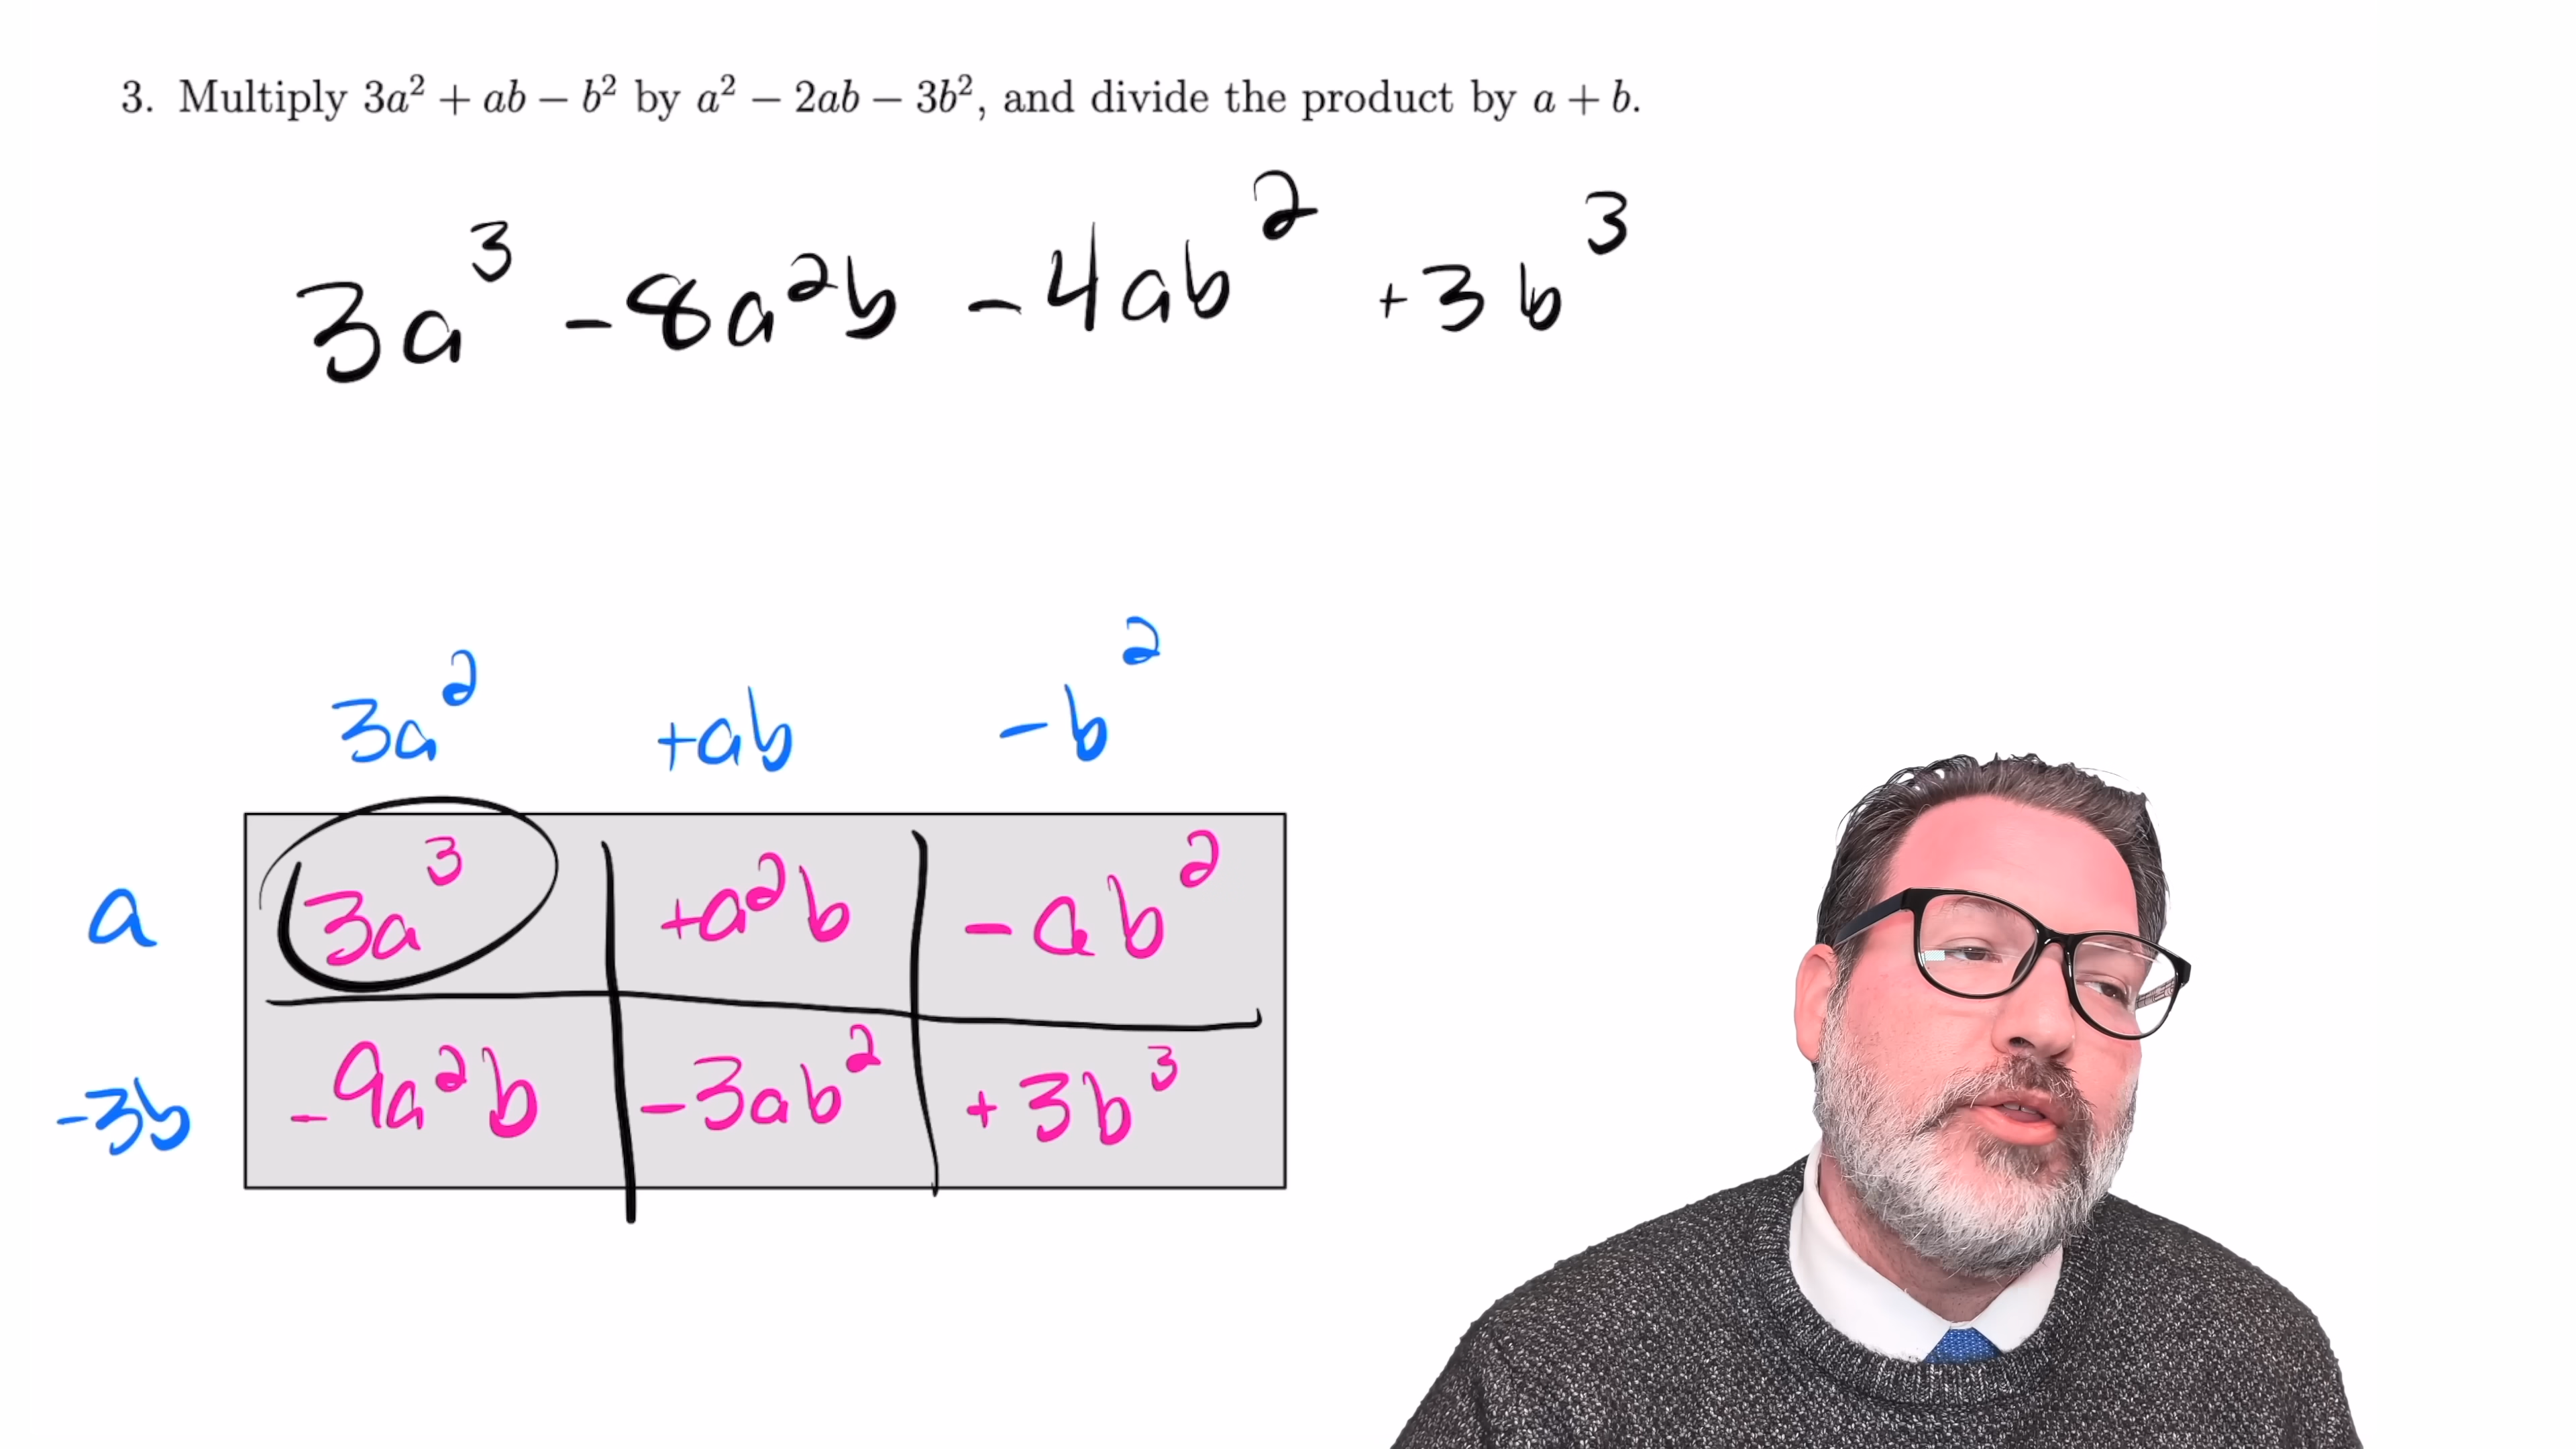 3. Multiply 3a² + ab − b² by a² − 2ab − 3b², and divide the product by a + b.
3a³ -8a²b -4ab² +3b³
3a² +ab -b²
a 3a³ +a²b -ab²
-3b -9a²b -3ab² +3b³